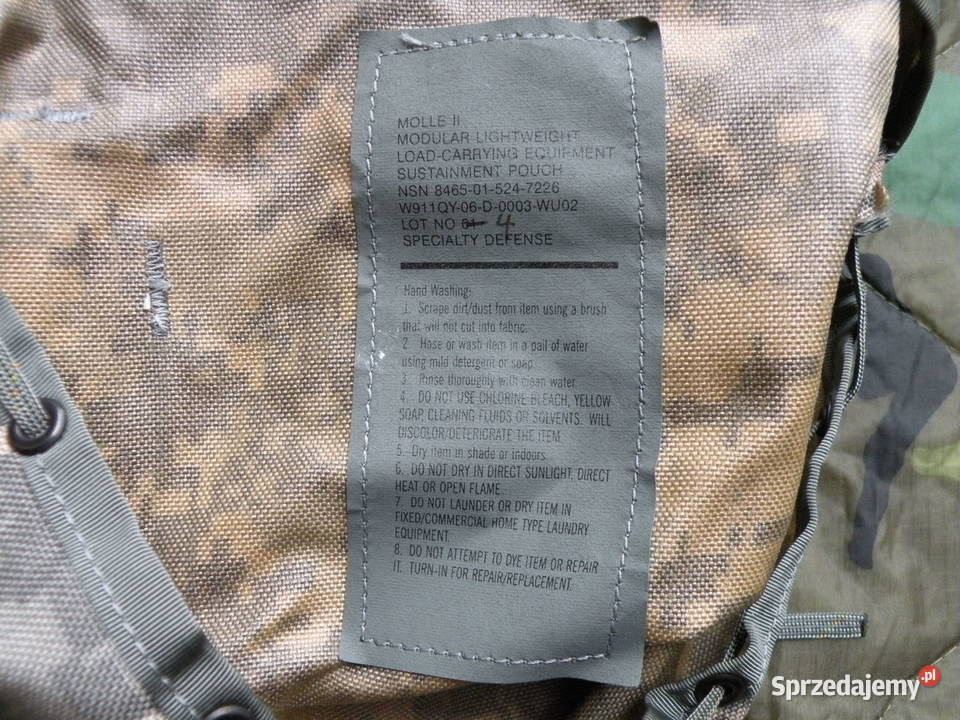 MOLLE II
MODULAR LIGHTWEIGHT
LOAD-CARRYING EQUIPMENT
SUSTAINMENT POUCH
NSN 8465-01-524-7226
W911QY-06-D-0003-WU02
LOT NO 61 4
SPECIALTY DEFENSE
Hand Washing:
1. Scrape dirt/dust from item using a brush
that will not cut into fabric.
2. Hose or wash item in a pail of water
using mild detergent or soap.
3. Rinse thoroughly with clean water.
4. DO NOT USE CHLORINE BLEACH, YELLOW
SOAP, CLEANING FLUIDS OR SOLVENTS. WILL
DISCOLOR/DETERIORATE THE ITEM.
5. Dry item in shade or indoors.
6. DO NOT DRY IN DIRECT SUNLIGHT, DIRECT
HEAT OR OPEN FLAME.
7. DO NOT LAUNDER OR DRY ITEM IN
FIXED/COMMERCIAL HOME TYPE LAUNDRY
EQUIPMENT.
8. DO NOT ATTEMPT TO DYE ITEM OR REPAIR
IT. TURN-IN FOR REPAIR/REPLACEMENT.
Sprzedajemy.pl